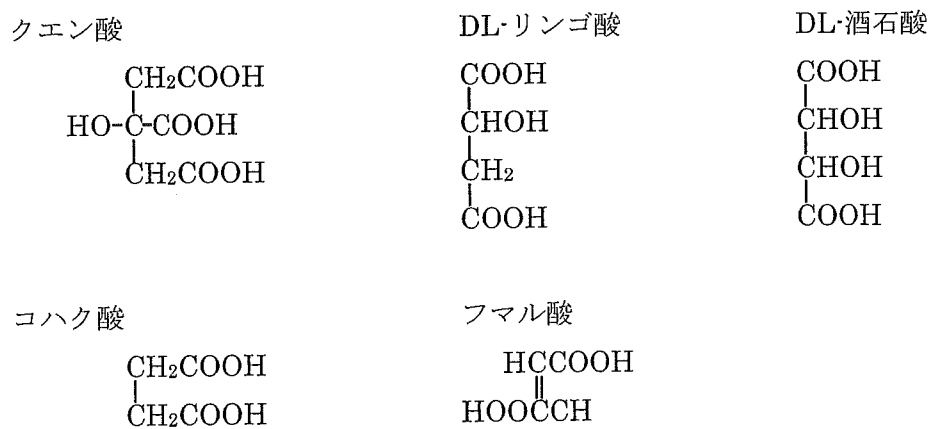 クエン酸
CH₂COOH
HO-C-COOH
CH₂COOH
DL-リンゴ酸
COOH
CHOH
CH₂
COOH
DL-酒石酸
COOH
CHOH
CHOH
COOH
コハク酸
CH₂COOH
CH₂COOH
フマル酸
HCCOOH
HOOCCH